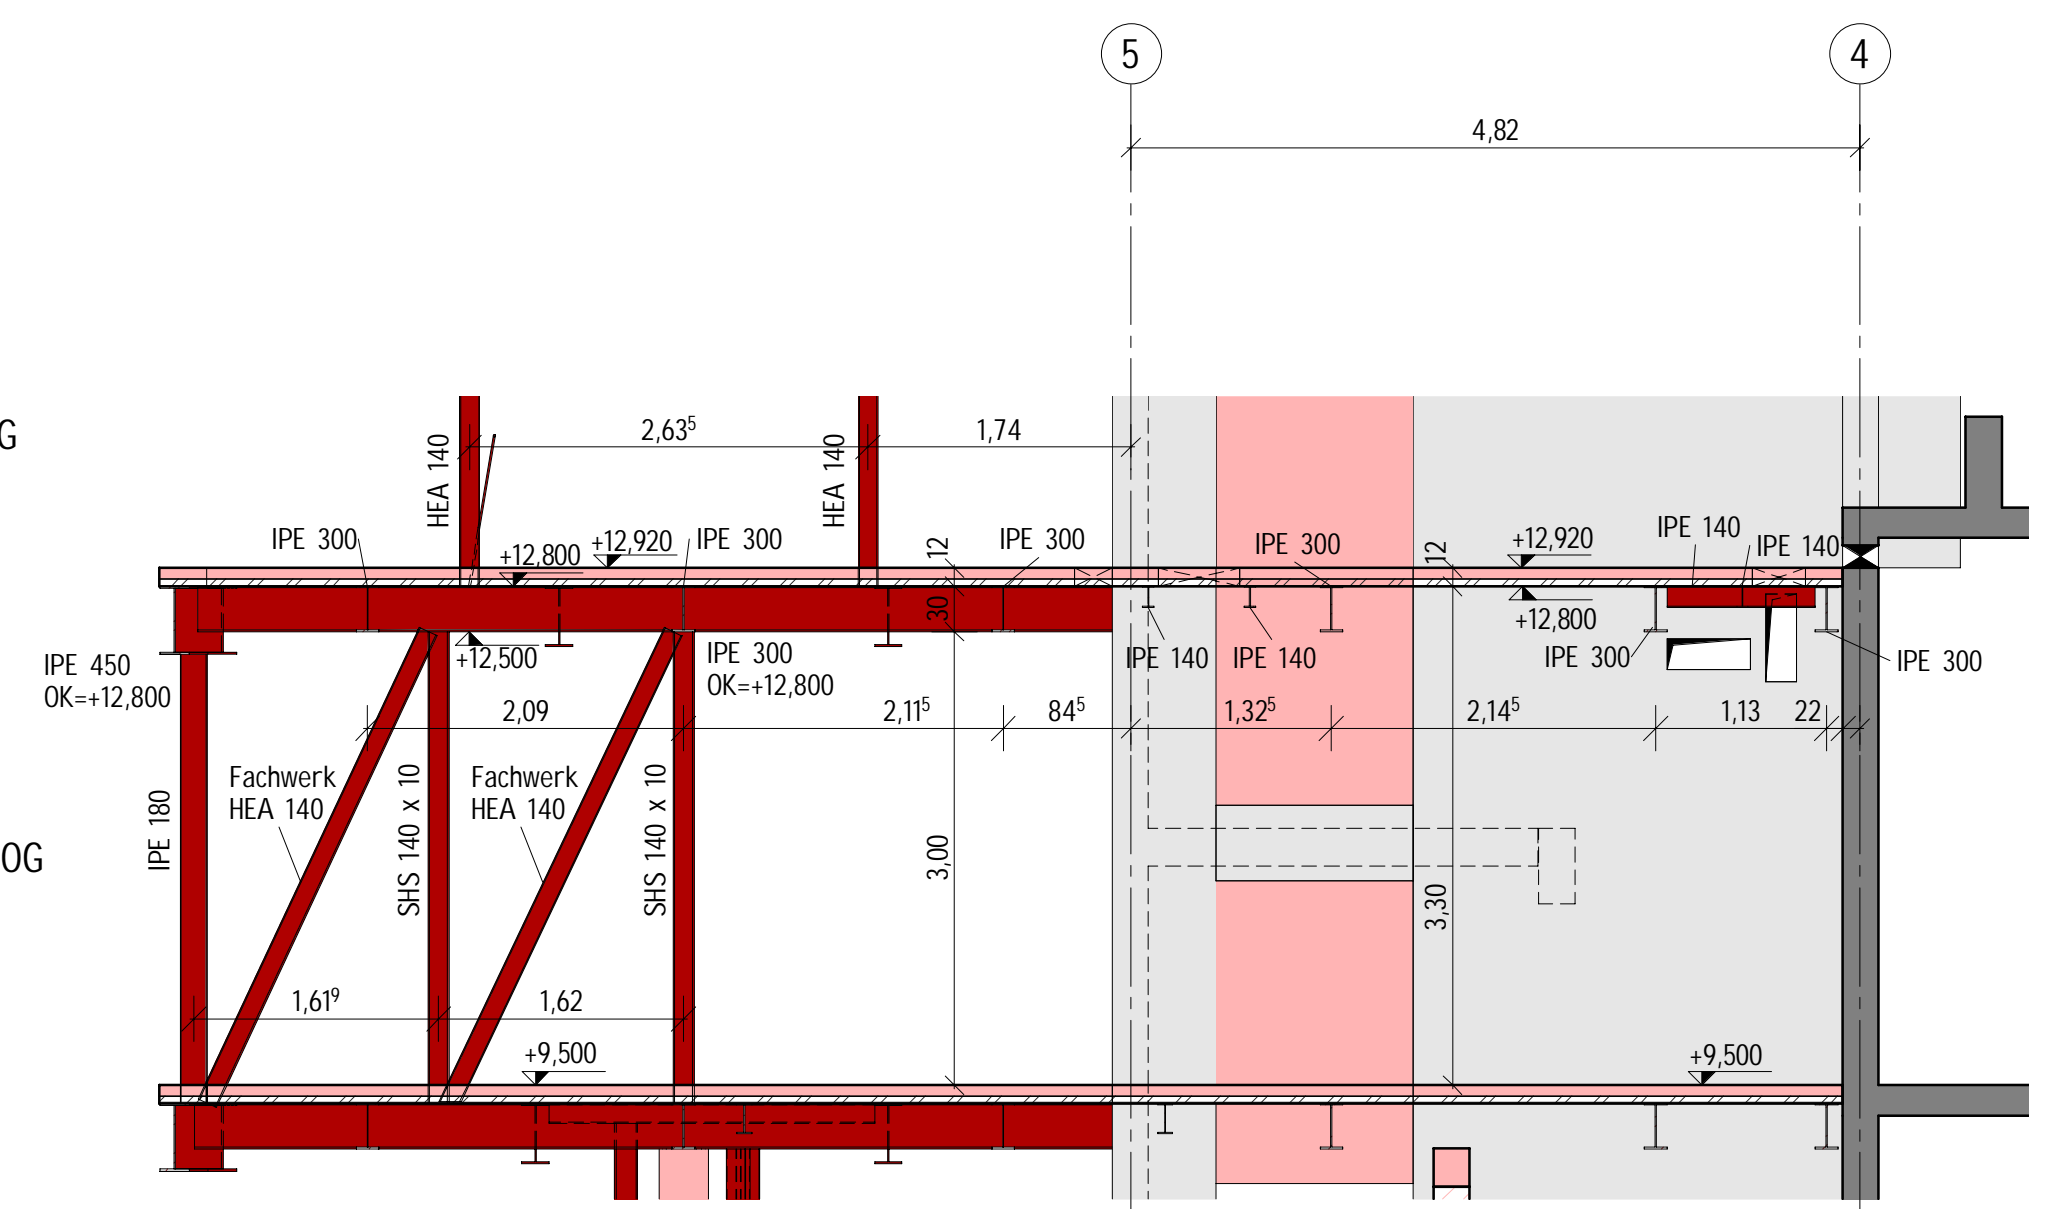 5
4
4,82
G
2,63⁵
1,74
HEA 140
HEA 140
IPE 300
+12,800
+12,920
IPE 300
12
IPE 300
IPE 300
12
+12,920
IPE 140
IPE 140
30
+12,800
+12,500
IPE 450
OK=+12,800
IPE 300
OK=+12,800
IPE 140
IPE 140
IPE 300
IPE 300
2,09
2,11⁵
84⁵
1,32⁵
2,14⁵
1,13
22
Fachwerk
HEA 140
Fachwerk
HEA 140
IPE 180
SHS 140 x 10
SHS 140 x 10
3,00
3,30
OG
1,61⁹
1,62
+9,500
+9,500